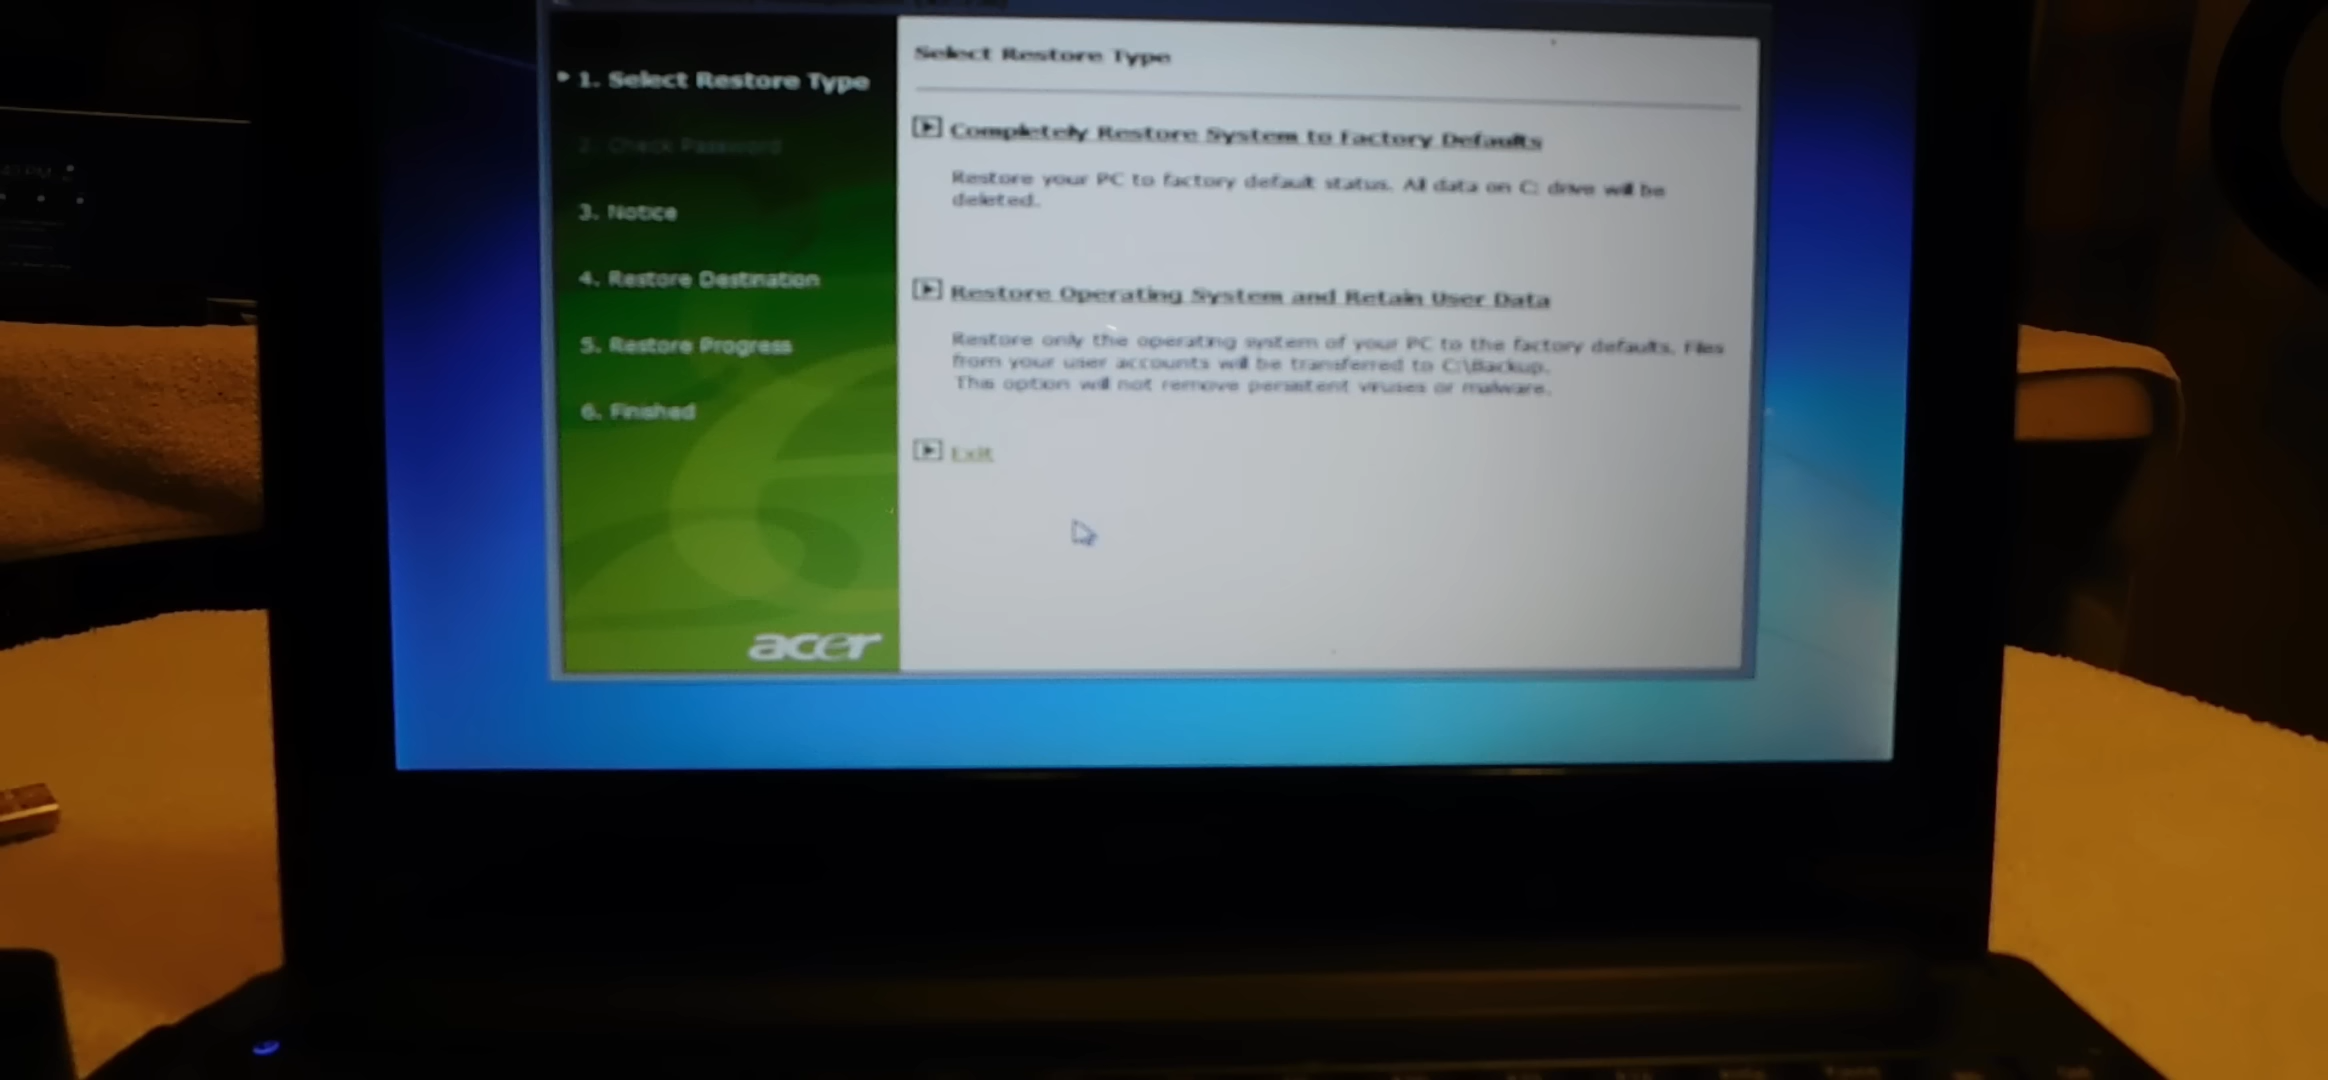 1. Select Restore Type
2. Check Password
3. Notice
4. Restore Destination
5. Restore Progress
6. Finished
acer
Select Restore Type
Completely Restore System to Factory Defaults
Restore your PC to factory default status. All data on C: drive will be
deleted.
Restore Operating System and Retain User Data
Restore only the operating system of your PC to the factory defaults. Files
from your user accounts will be transferred to C:\Backup.
This option will not remove persistent viruses or malware.
Exit